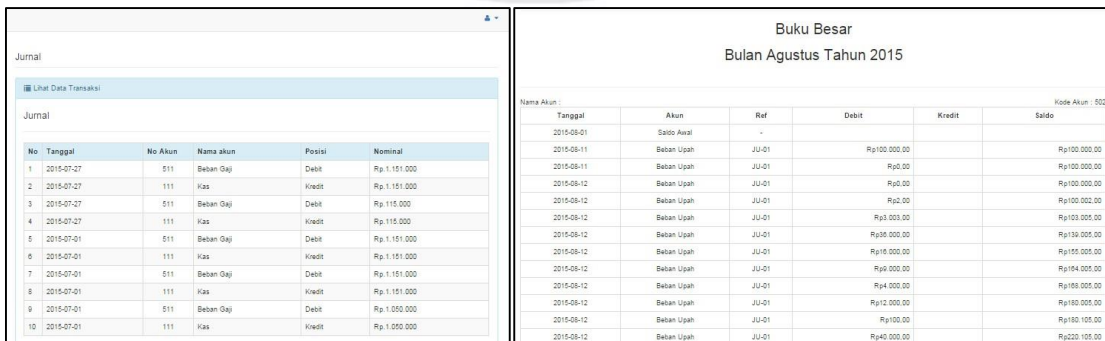 Jurnal
Lihat Data Transaksi
Jurnal
No Tanggal No Akun Nama akun Posisi Nominal
1 2015-07-27 511 Beban Gaji Debit Rp.1.151.000
2 2015-07-27 111 Kas Kredit Rp.1.151.000
3 2015-07-27 511 Beban Gaji Debit Rp.115.000
4 2015-07-27 111 Kas Kredit Rp.115.000
5 2015-07-01 511 Beban Gaji Debit Rp.1.151.000
6 2015-07-01 111 Kas Kredit Rp.1.151.000
7 2015-07-01 511 Beban Gaji Debit Rp.1.151.000
8 2015-07-01 111 Kas Kredit Rp.1.151.000
9 2015-07-01 511 Beban Gaji Debit Rp.1.050.000
10 2015-07-01 111 Kas Kredit Rp.1.050.000
Buku Besar
Bulan Agustus Tahun 2015
Nama Akun : Kode Akun : 502
Tanggal Akun Ref Debit Kredit Saldo
2015-08-01 Saldo Awal -
2015-08-11 Beban Upah JU-01 Rp100.000,00 Rp100.000,00
2015-08-11 Beban Upah JU-01 Rp0,00 Rp100.000,00
2015-08-12 Beban Upah JU-01 Rp0,00 Rp100.000,00
2015-08-12 Beban Upah JU-01 Rp2,00 Rp100.002,00
2015-08-12 Beban Upah JU-01 Rp3.003,00 Rp103.005,00
2015-08-12 Beban Upah JU-01 Rp36.000,00 Rp139.005,00
2015-08-12 Beban Upah JU-01 Rp16.000,00 Rp155.005,00
2015-08-12 Beban Upah JU-01 Rp9.000,00 Rp164.005,00
2015-08-12 Beban Upah JU-01 Rp4.000,00 Rp168.005,00
2015-08-12 Beban Upah JU-01 Rp12.000,00 Rp180.005,00
2015-08-12 Beban Upah JU-01 Rp100,00 Rp180.105,00
2015-08-12 Beban Upah JU-01 Rp40.000,00 Rp220.105,00